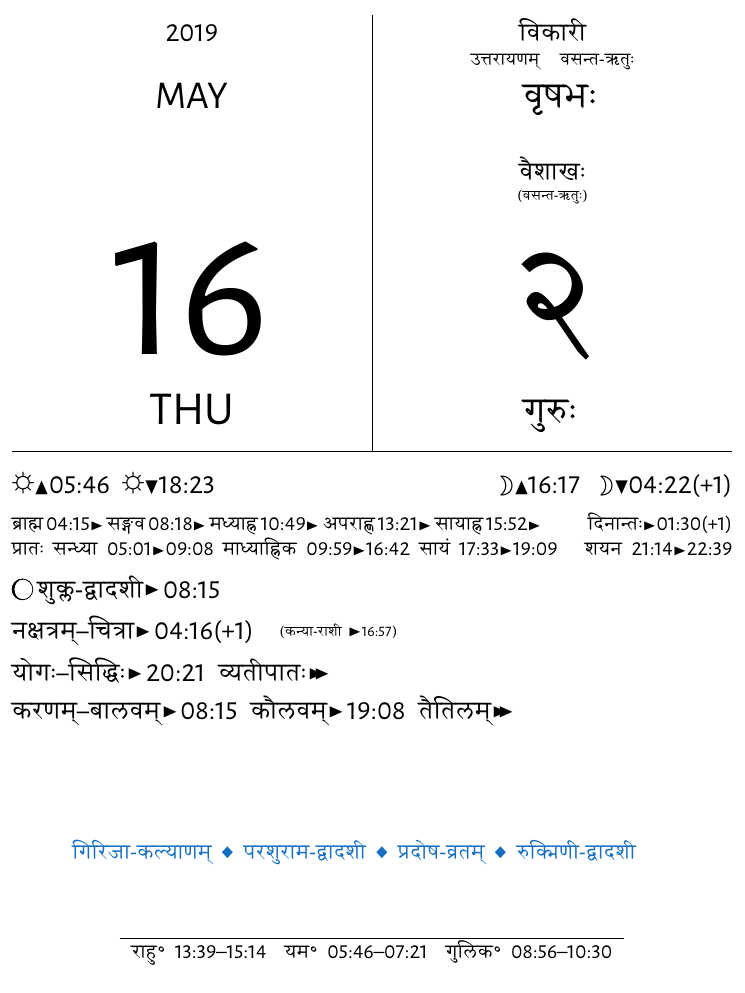 2019
MAY
16
THU
विकारी
उत्तरायणम् वसन्त-ऋतुः
वृषभः
वैशाखः
(वसन्त-ऋतुः)
२
गुरुः
☼▲05:46 ☼▼18:23 ☽▲16:17 ☽▼04:22(+1)
ब्राह्म 04:15► सङ्गव 08:18► मध्याह्न 10:49► अपराह्ण 13:21► सायाह्न 15:52► दिनान्तः►01:30(+1)
प्रातः सन्ध्या 05:01►09:08 माध्याह्निक 09:59►16:42 सायं 17:33►19:09 शयन 21:14►22:39
शुक्ल-द्वादशी► 08:15
नक्षत्रम्–चित्रा► 04:16(+1) (कन्या-राशी ►16:57)
योगः–सिद्धिः► 20:21 व्यतीपातः►►
करणम्–बालवम्►08:15 कौलवम्►19:08 तैतिलम्►►
गिरिजा-कल्याणम् ◆ परशुराम-द्वादशी ◆ प्रदोष-व्रतम् ◆ रुक्मिणी-द्वादशी
राहु° 13:39–15:14 यम° 05:46–07:21 गुलिक° 08:56–10:30